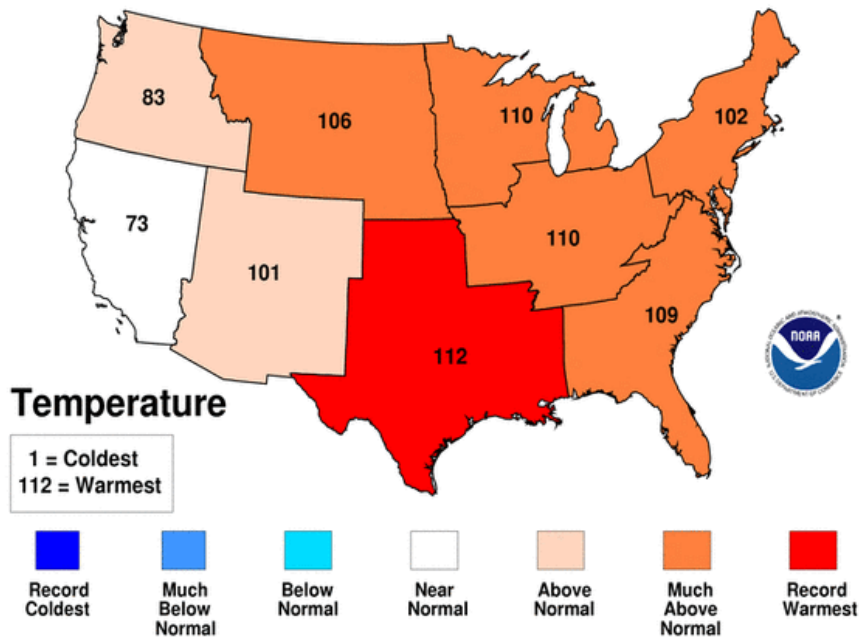 83
106
110
102
73
101
110
109
112
NOAA
Temperature
1 = Coldest
112 = Warmest
Record
Coldest
Much
Below
Normal
Below
Normal
Near
Normal
Above
Normal
Much
Above
Normal
Record
Warmest